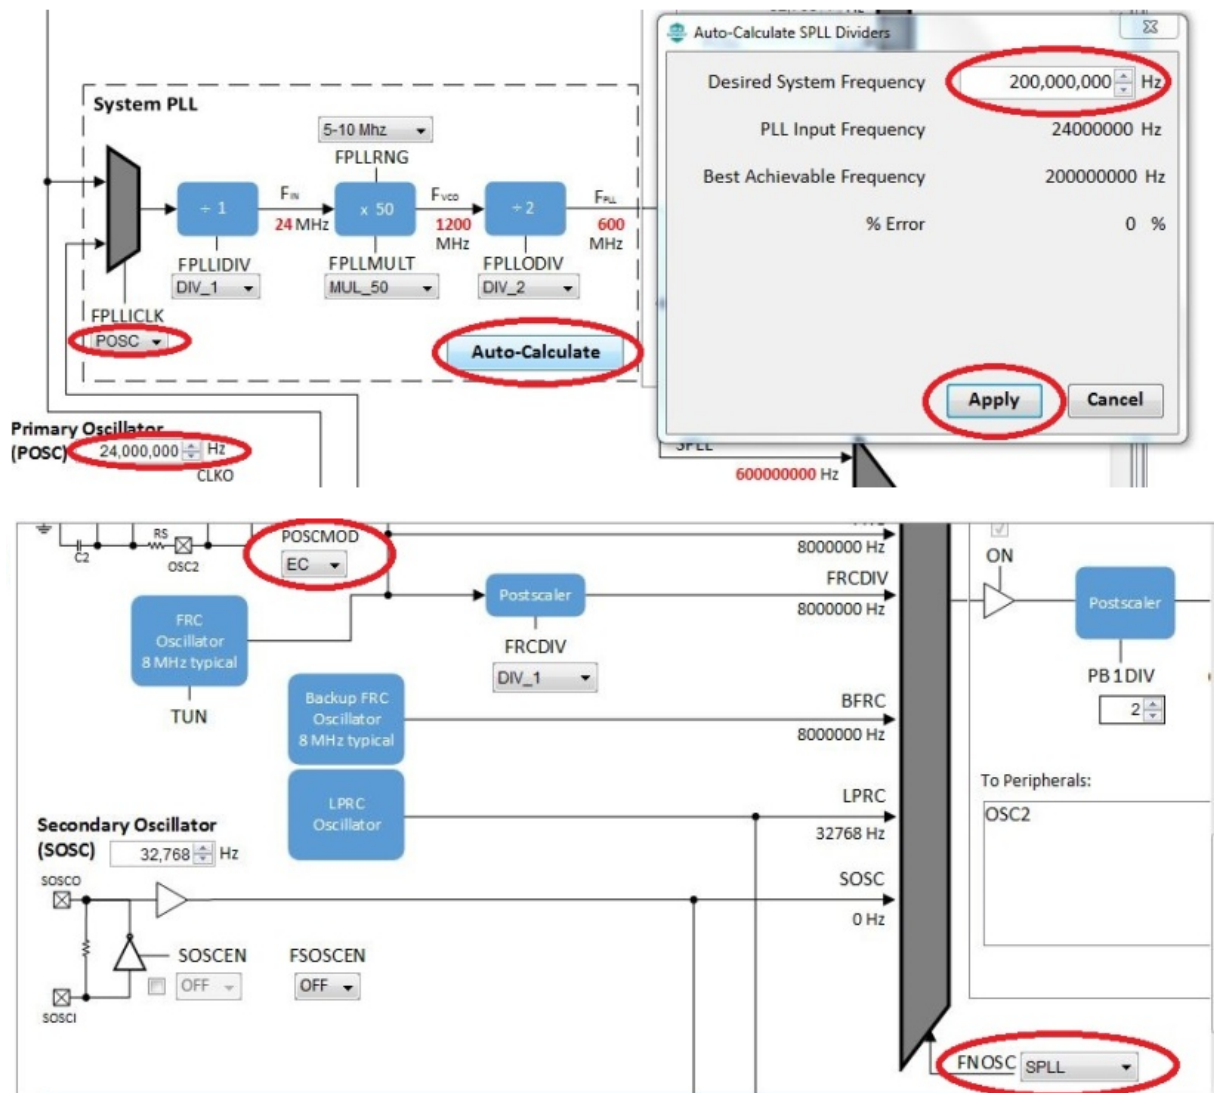 Auto-Calculate SPLL Dividers
Desired System Frequency 200,000,000 Hz
PLL Input Frequency 24000000 Hz
Best Achievable Frequency 200000000 Hz
% Error 0 %
Apply Cancel
System PLL
5-10 Mhz
FPLLRNG
÷ 1
FIN
24 MHz
x 50
FVCO
1200
MHz
÷ 2
FPLL
600
MHz
FPLLIDIV
DIV_1
FPLLMULT
MUL_50
FPLLODIV
DIV_2
FPLLICLK
POSC
Auto-Calculate
Primary Oscillator
(POSC) 24,000,000 Hz
CLKO
SPLL
600000000 Hz
RS
C2
OSC2
POSCMOD
EC
8000000 Hz
FRCDIV
8000000 Hz
Postscaler
FRCDIV
DIV_1
FRC
Oscillator
8 MHz typical
TUN
Backup FRC
Oscillator
8 MHz typical
BFRC
8000000 Hz
LPRC
Oscillator
LPRC
32768 Hz
Secondary Oscillator
(SOSC) 32,768 Hz
SOSCO
SOSC
0 Hz
SOSCEN
OFF
FSOSCEN
OFF
SOSCI
ON
Postscaler
PB1DIV
2
To Peripherals:
OSC2
FNOSC SPLL